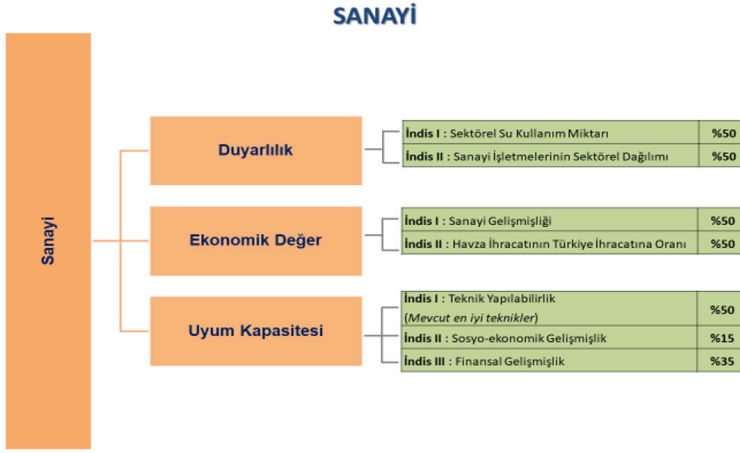 SANAYİ
Sanayi
Duyarlılık
İndis I : Sektörel Su Kullanım Miktarı %50
İndis II : Sanayi İşletmelerinin Sektörel Dağılımı %50
Ekonomik Değer
İndis I : Sanayi Gelişmişliği %50
İndis II : Havza İhracatının Türkiye İhracatına Oranı %50
Uyum Kapasitesi
İndis I : Teknik Yapılabilirlik
(Mevcut en iyi teknikler) %50
İndis II : Sosyo-ekonomik Gelişmişlik %15
İndis III : Finansal Gelişmişlik %35